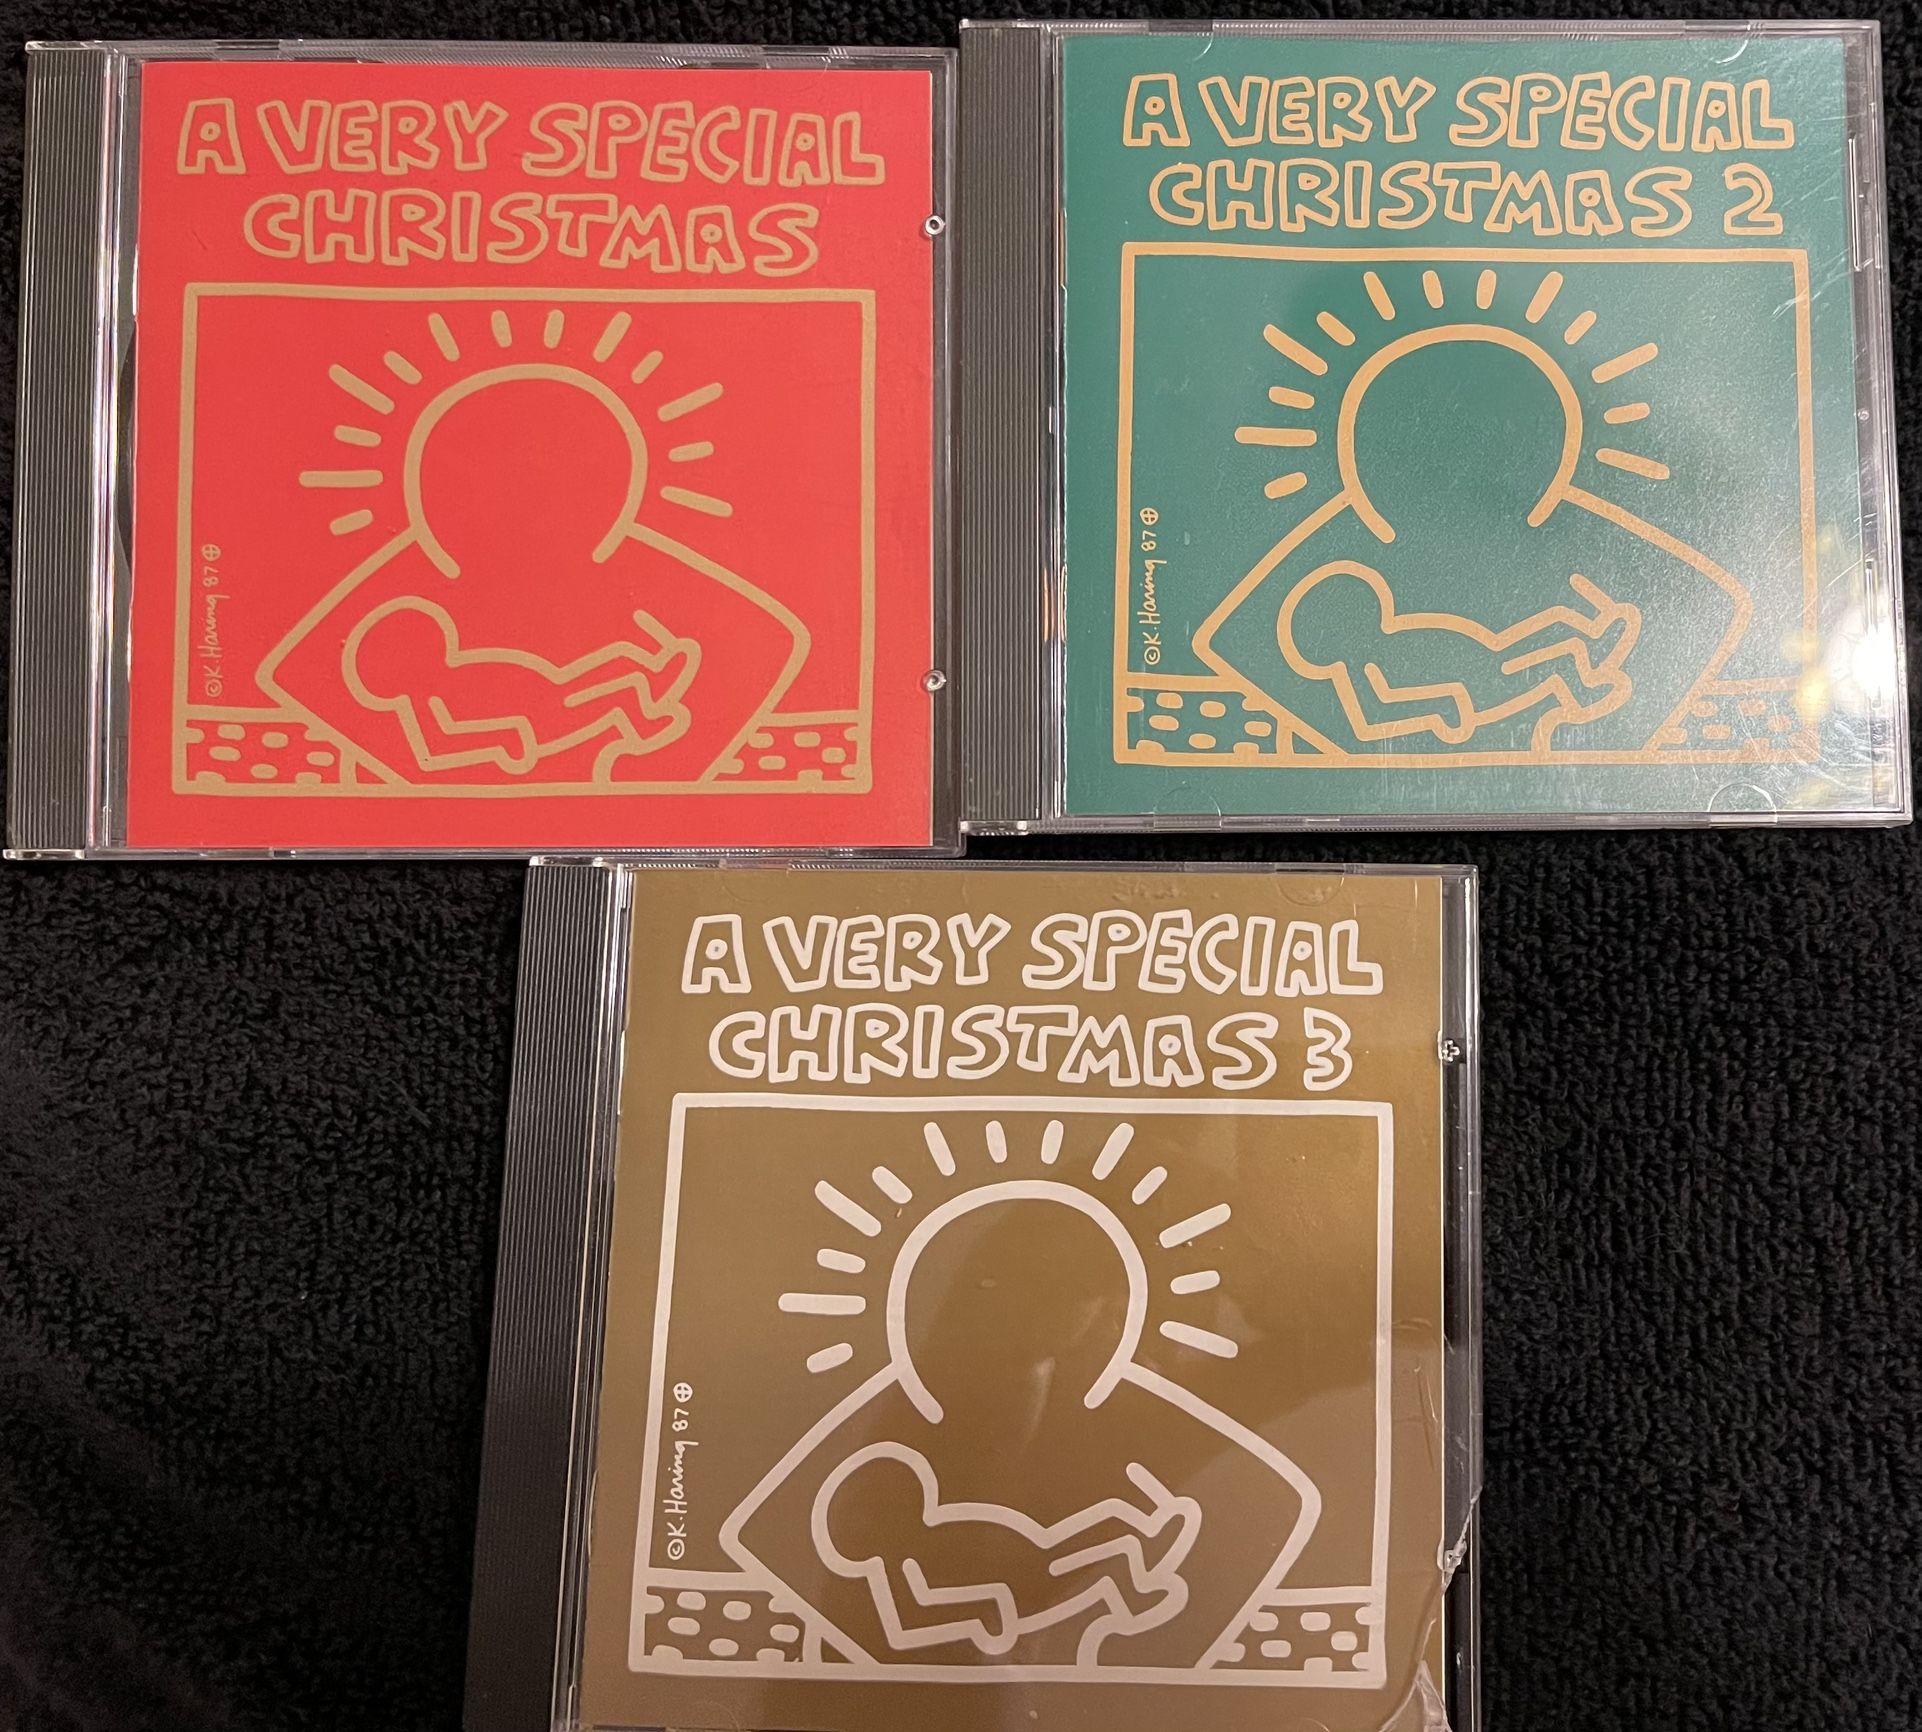 A VERY SPECIAL
CHRISTMAS
©K.Haring 87
A VERY SPECIAL
CHRISTMAS 2
©K.Haring 87
A VERY SPECIAL
CHRISTMAS 3
©K.Haring 87